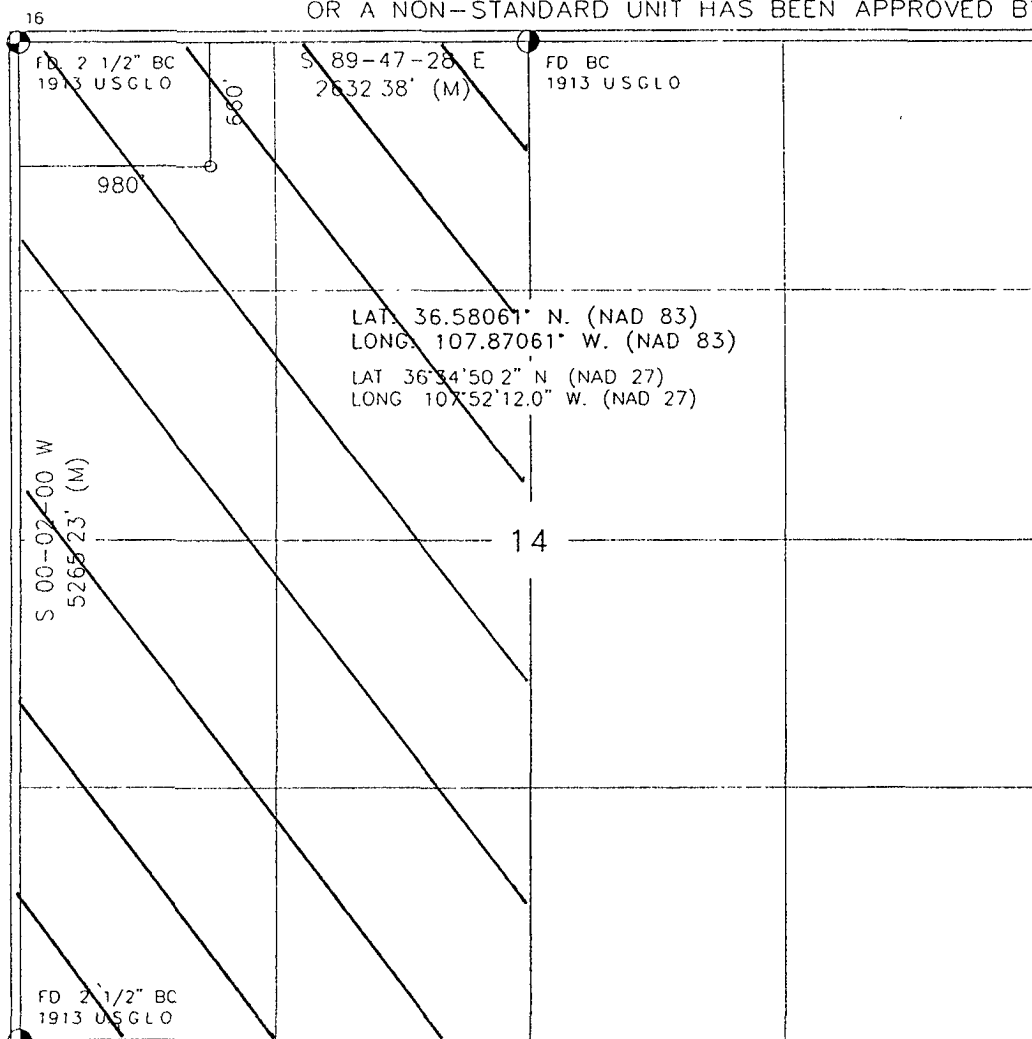 OR A NON-STANDARD UNIT HAS BEEN APPROVED BY
16
FD. 2 1/2" BC
1913 USGLO
660'
S 89-47-28 E
2632 38' (M)
FD BC
1913 USGLO
980'
LAT: 36.58061° N. (NAD 83)
LONG: 107.87061° W. (NAD 83)
LAT 36°34'50 2" N (NAD 27)
LONG 107°52'12.0" W. (NAD 27)
S 00-02-00 W
5265 23' (M)
14
FD 2 1/2" BC
1913 USGLO